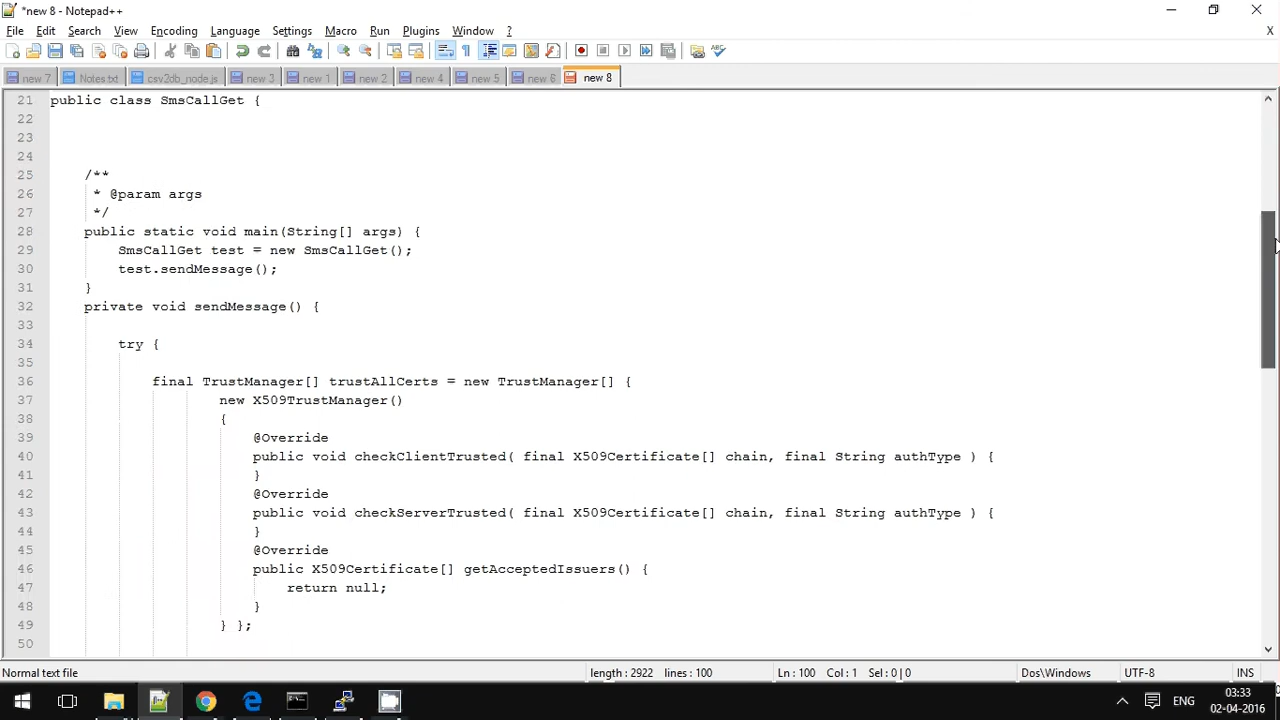 *new 8 - Notepad++
File Edit Search View Encoding Language Settings Macro Run Plugins Window ?
X
new 7 Notes.txt csv2db_node.js new 3 new 1 new 2 new 4 new 5 new 6 new 8
21 public class SmsCallGet {
22
23
24
25 /**
26 * @param args
27 */
28 public static void main(String[] args) {
29 SmsCallGet test = new SmsCallGet();
30 test.sendMessage();
31 }
32 private void sendMessage() {
33
34 try {
35
36 final TrustManager[] trustAllCerts = new TrustManager[] {
37 new X509TrustManager()
38 {
39 @Override
40 public void checkClientTrusted( final X509Certificate[] chain, final String authType ) {
41 }
42 @Override
43 public void checkServerTrusted( final X509Certificate[] chain, final String authType ) {
44 }
45 @Override
46 public X509Certificate[] getAcceptedIssuers() {
47 return null;
48 }
49 } };
50
Normal text file length : 2922 lines : 100 Ln : 100 Col : 1 Sel : 0 | 0 Dos\Windows UTF-8 INS
ENG
03:33
02-04-2016